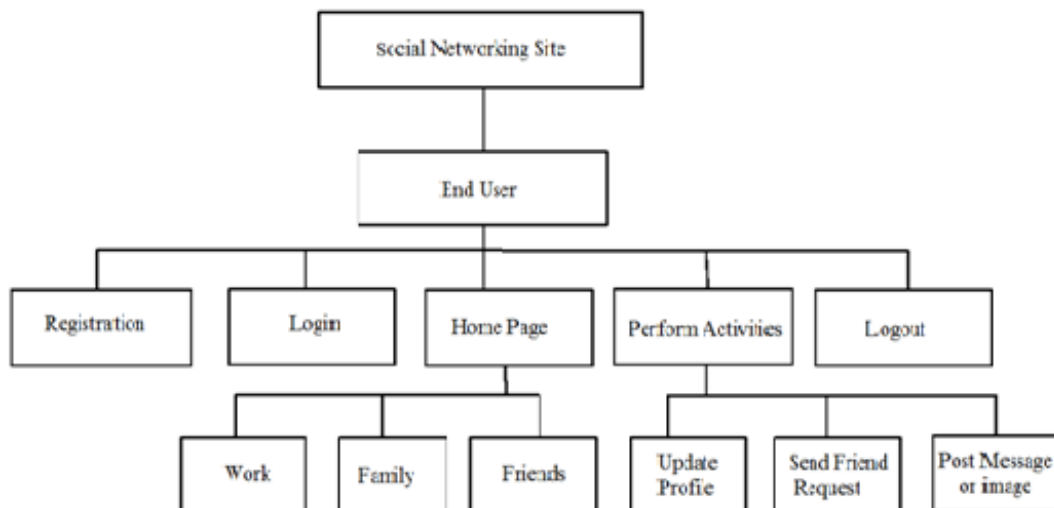 Social Networking Site
End User
Registration
Login
Home Page
Perform Activities
Logout
Work
Family
Friends
Update
Profile
Send Friend
Request
Post Message
or image